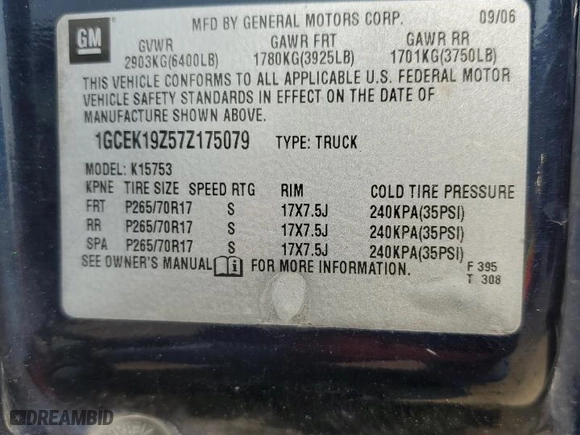 GM
MFD BY GENERAL MOTORS CORP. 09/06
GVWR GAWR FRT GAWR RR
2903KG(6400LB) 1780KG(3925LB) 1701KG(3750LB)
THIS VEHICLE CONFORMS TO ALL APPLICABLE U.S. FEDERAL MOTOR
VEHICLE SAFETY STANDARDS IN EFFECT ON THE DATE OF
MANUFACTURE SHOWN ABOVE.
1GCEK19Z57Z175079 TYPE: TRUCK
MODEL: K15753
KPNE TIRE SIZE SPEED RTG RIM COLD TIRE PRESSURE
FRT P265/70R17 S 17X7.5J 240KPA(35PSI)
RR P265/70R17 S 17X7.5J 240KPA(35PSI)
SPA P265/70R17 S 17X7.5J 240KPA(35PSI)
SEE OWNER'S MANUAL i FOR MORE INFORMATION.
F 395
T 308
DREAMBID